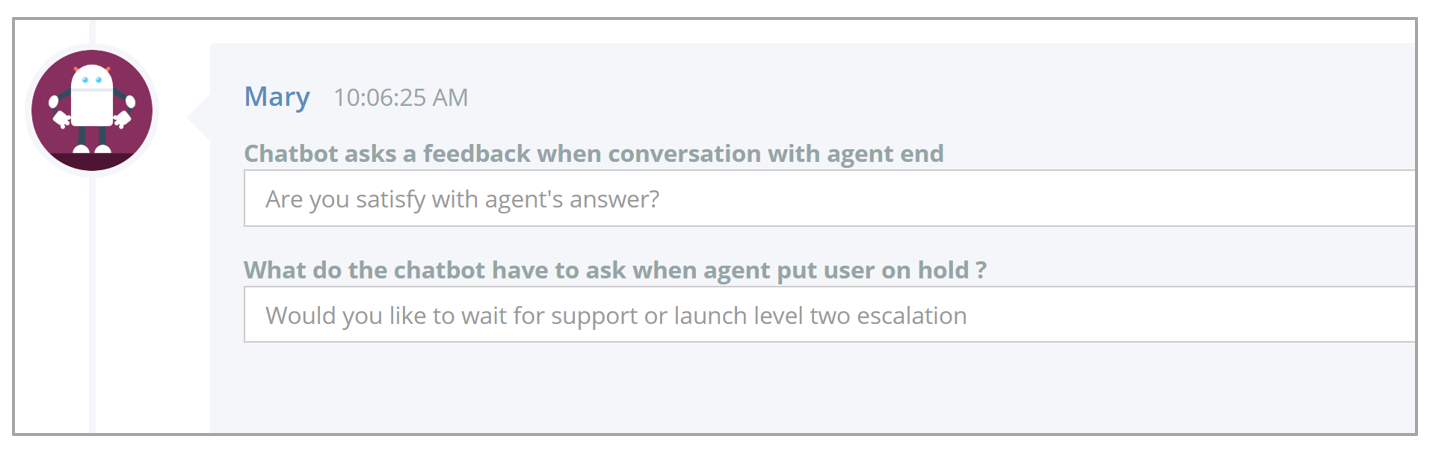 Mary 10:06:25 AM
Chatbot asks a feedback when conversation with agent end
Are you satisfy with agent's answer?
What do the chatbot have to ask when agent put user on hold ?
Would you like to wait for support or launch level two escalation